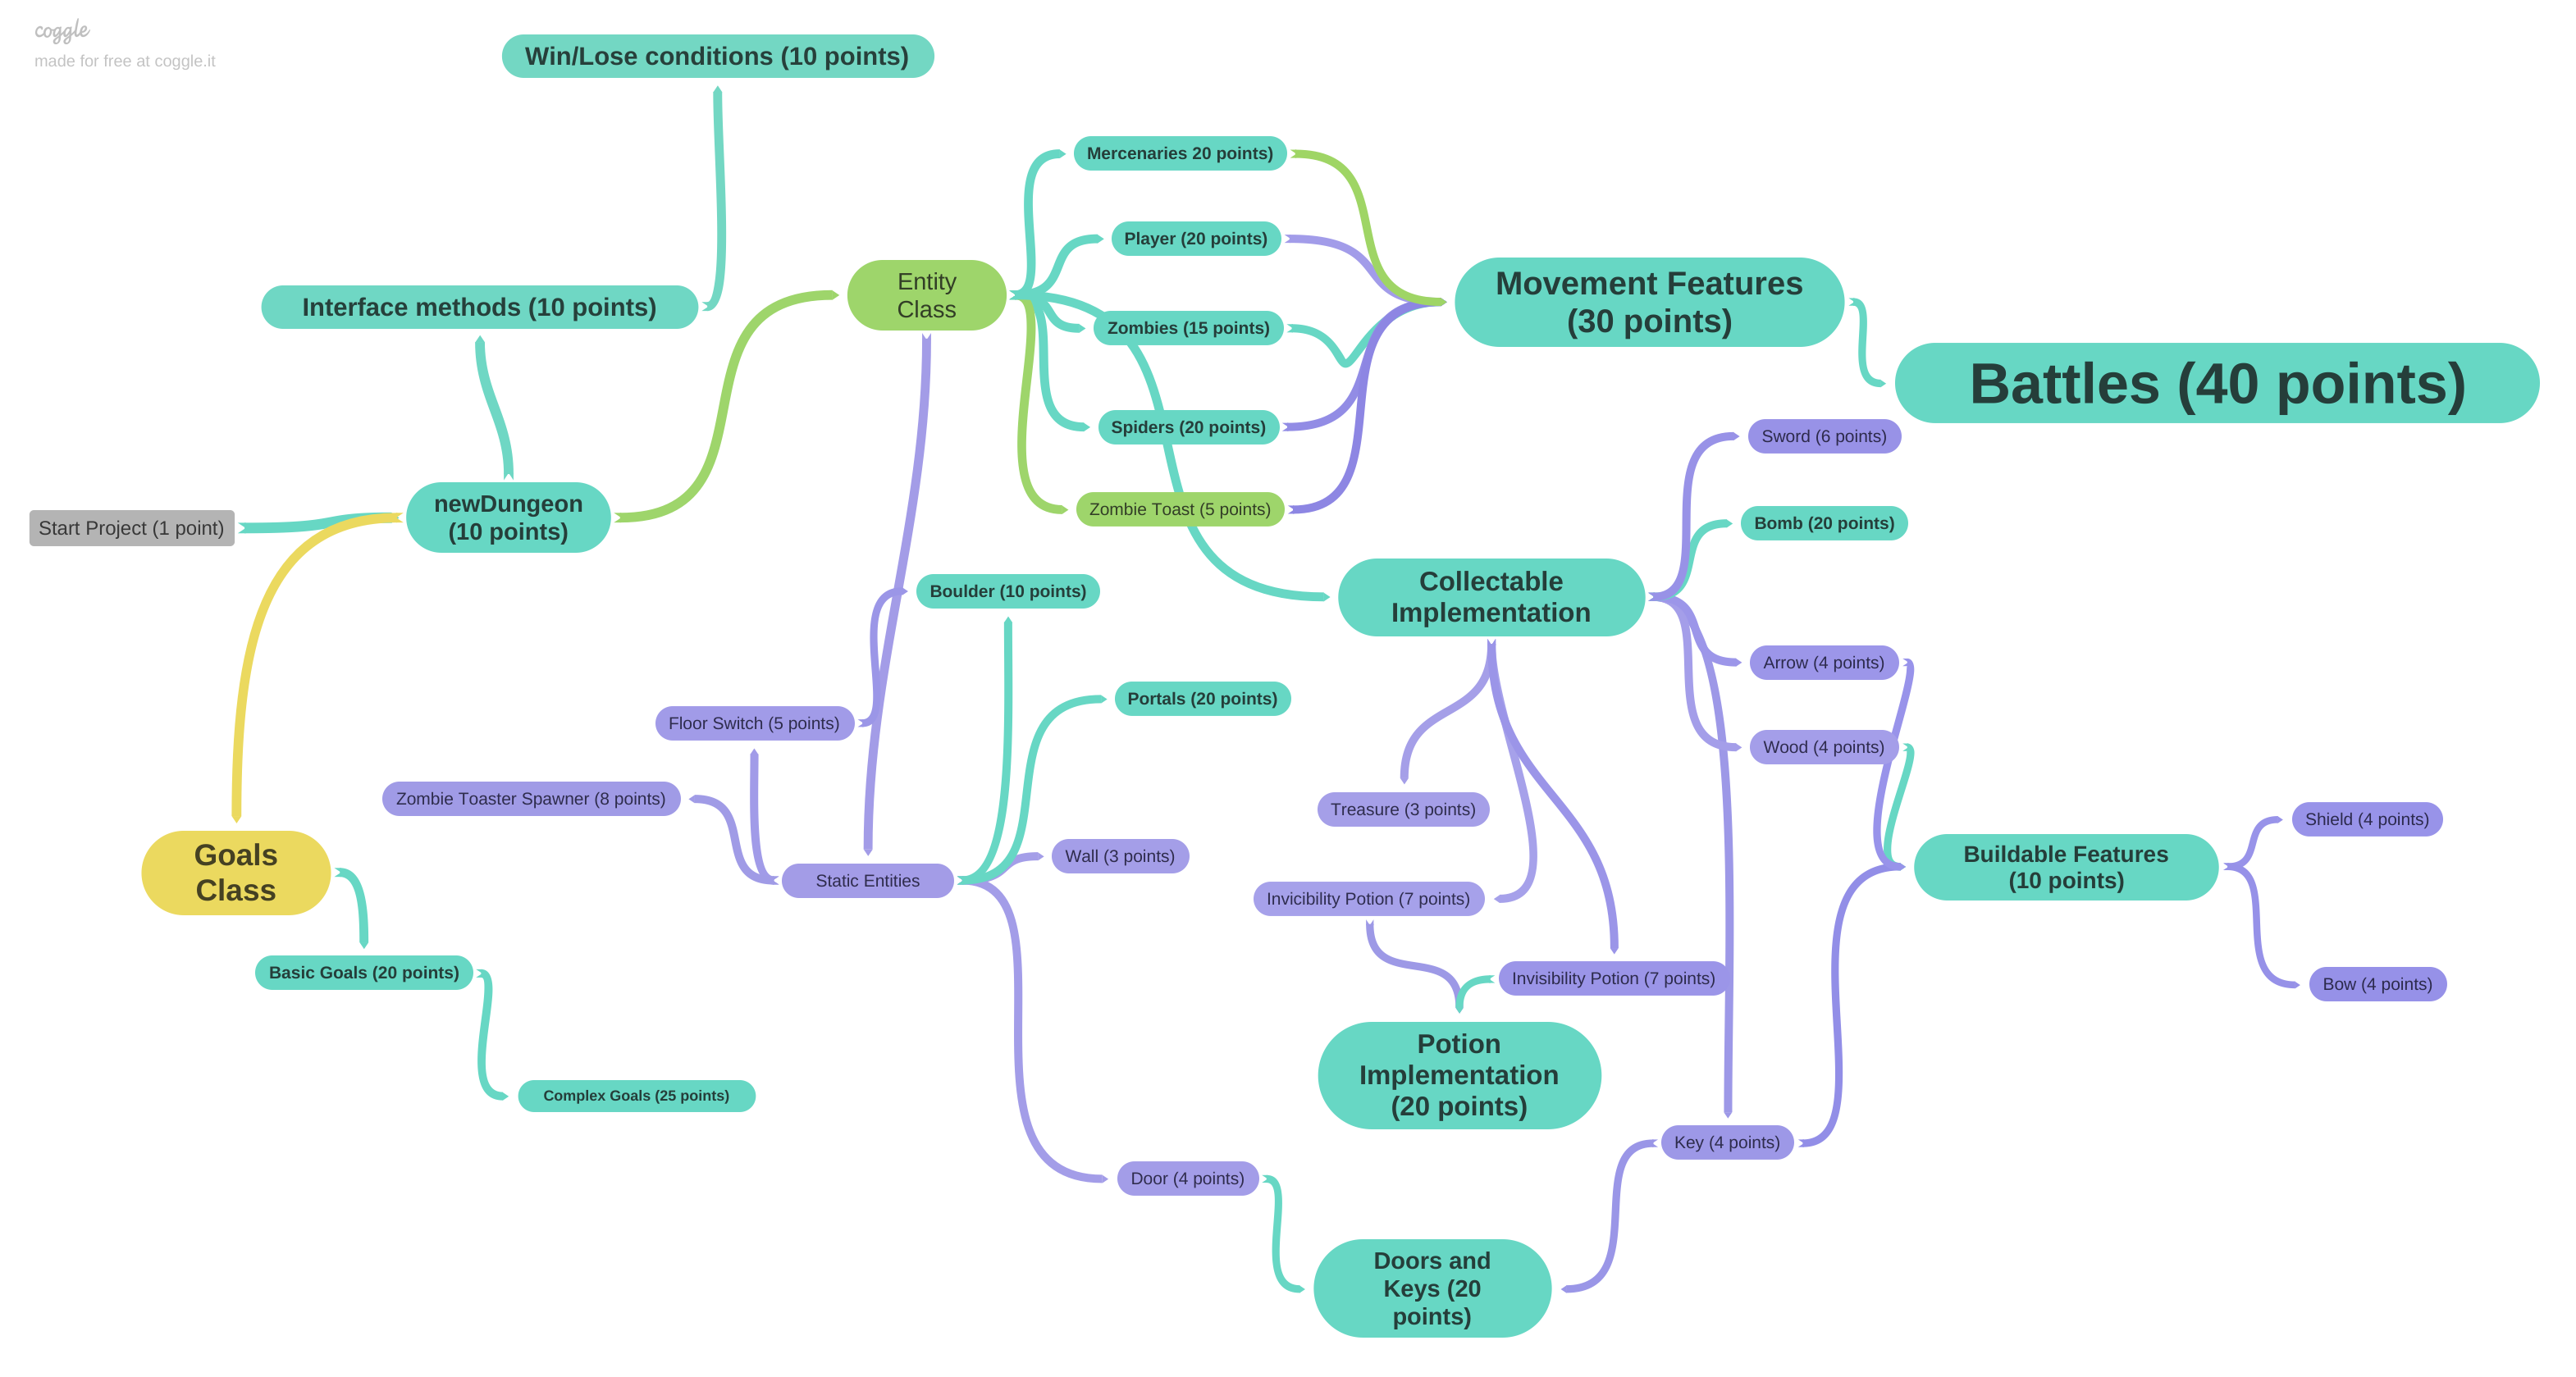 coggle
made for free at coggle.it
Win/Lose conditions (10 points)
Mercenaries 20 points)
Player (20 points)
Entity
Class
Interface methods (10 points)
Zombies (15 points)
Movement Features
(30 points)
Battles (40 points)
Spiders (20 points)
Sword (6 points)
newDungeon
(10 points)
Start Project (1 point)
Zombie Toast (5 points)
Bomb (20 points)
Boulder (10 points)
Collectable
Implementation
Arrow (4 points)
Portals (20 points)
Floor Switch (5 points)
Wood (4 points)
Zombie Toaster Spawner (8 points)
Treasure (3 points)
Shield (4 points)
Goals
Class
Wall (3 points)
Static Entities
Buildable Features
(10 points)
Invicibility Potion (7 points)
Basic Goals (20 points)
Invisibility Potion (7 points)
Bow (4 points)
Potion
Implementation
(20 points)
Complex Goals (25 points)
Key (4 points)
Door (4 points)
Doors and
Keys (20
points)